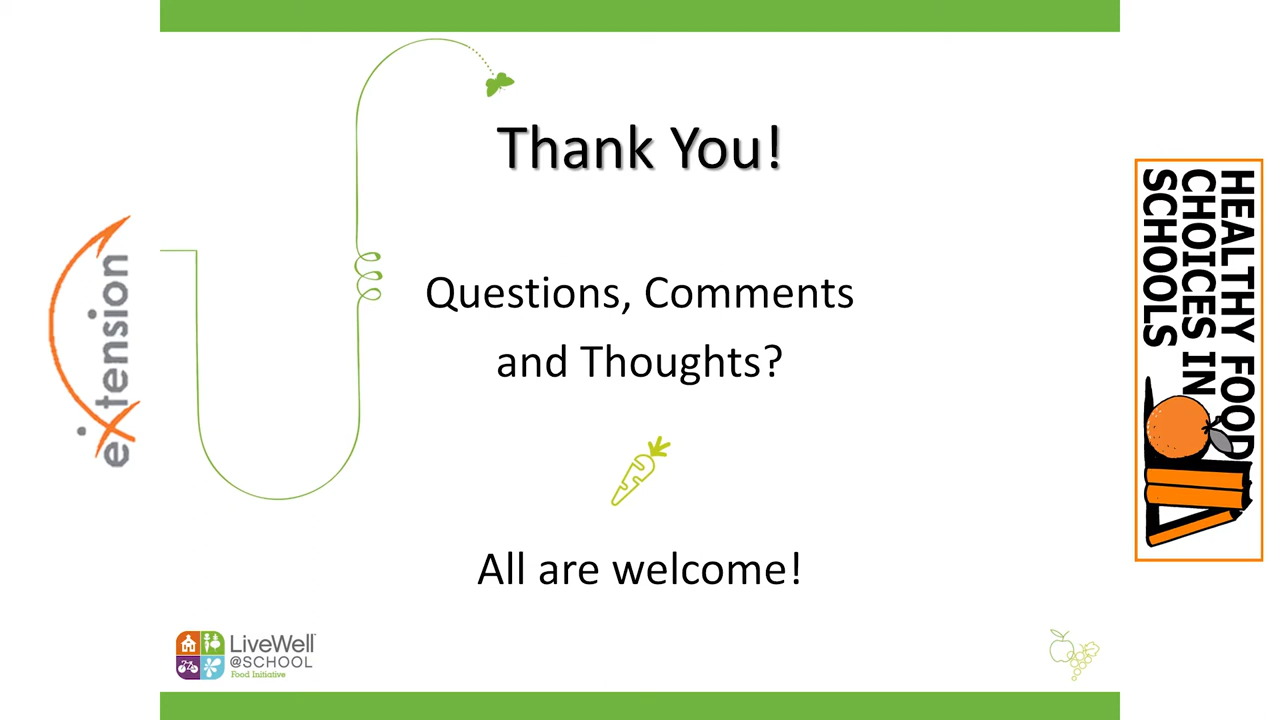 Thank You!
Questions, Comments
and Thoughts?
All are welcome!
eXtension
HEALTHY FOOD
CHOICES IN
SCHOOLS
LiveWell
@SCHOOL
Food Initiative